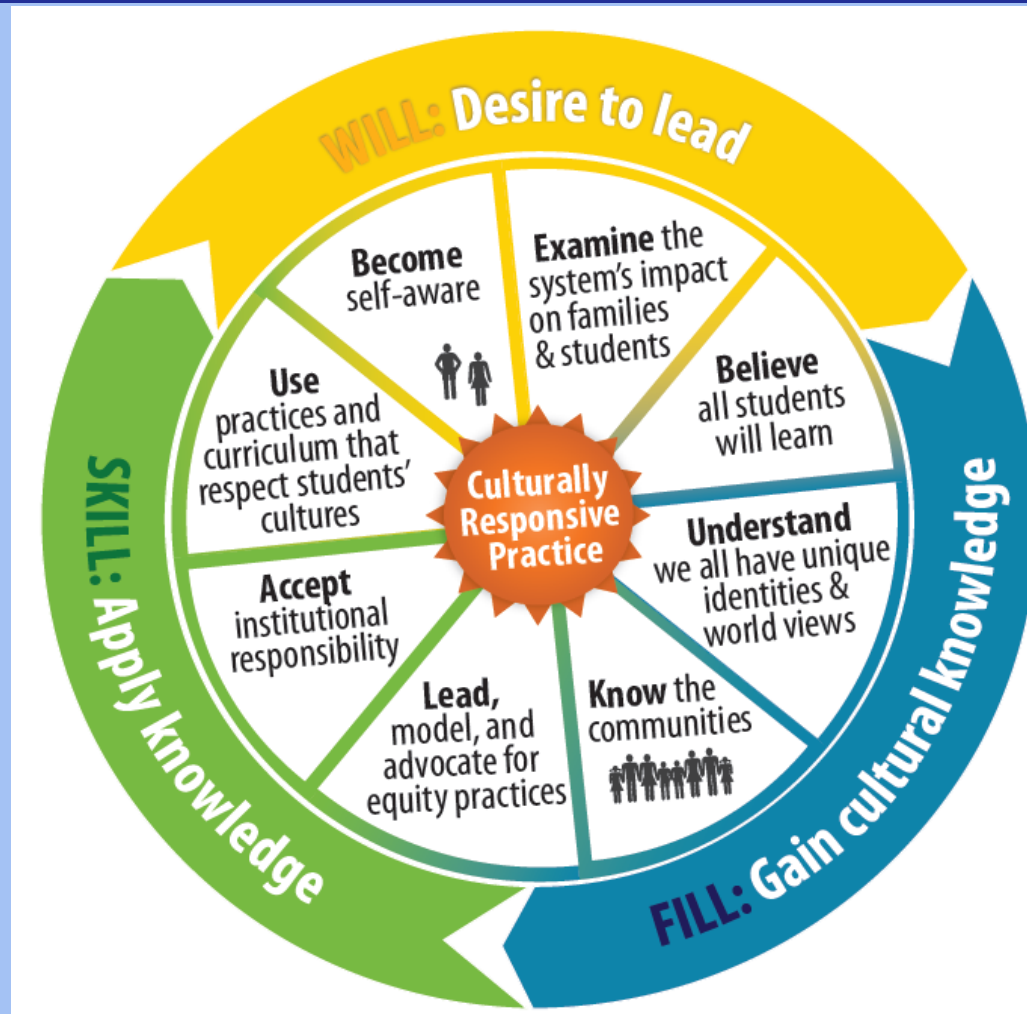 WILL: Desire to lead
Become
self-aware
Examine the
system's impact
on families
& students
Believe
all students
will learn
Understand
we all have unique
identities &
world views
Know the
communities
Lead,
model, and
advocate for
equity practices
Accept
institutional
responsibility
Use
practices and
curriculum that
respect students'
cultures
Culturally
Responsive
Practice
FILL: Gain cultural knowledge
SKILL: Apply knowledge